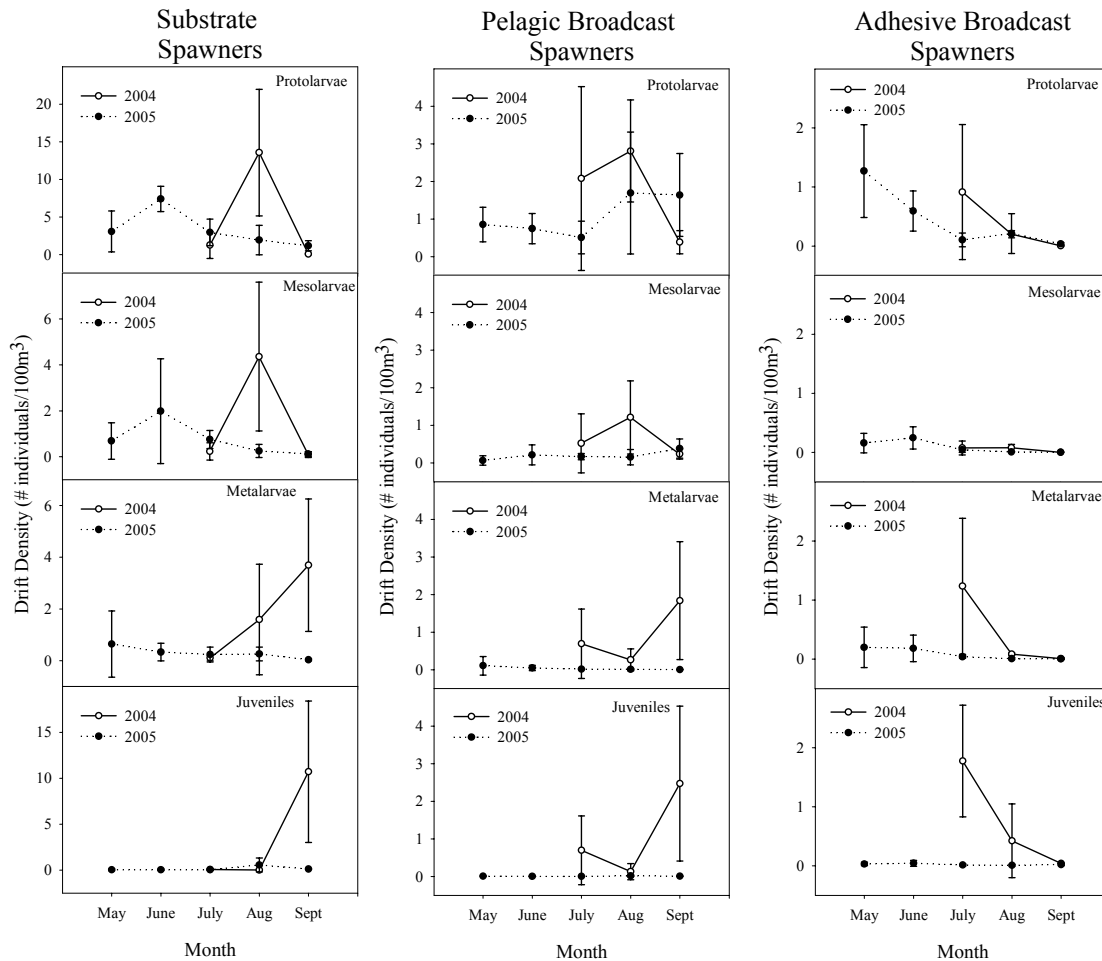 Substrate
Spawners
Pelagic Broadcast
Spawners
Adhesive Broadcast
Spawners
Drift Density (# individuals/100m³)
Protolarvae
2004
2005
20
15
10
5
0
Mesolarvae
2004
2005
6
4
2
0
Metalarvae
2004
2005
6
4
2
0
Juveniles
2004
2005
15
10
5
0
May June July Aug Sept
Month
Drift Density (# individuals/100m³)
Protolarvae
2004
2005
4
3
2
1
0
Mesolarvae
2004
2005
4
3
2
1
0
Metalarvae
2004
2005
4
3
2
1
0
Juveniles
2004
2005
4
3
2
1
0
May June July Aug Sept
Month
Drift Density (# individuals/100m³)
Protolarvae
2004
2005
2
1
0
Mesolarvae
2004
2005
2
1
0
Metalarvae
2004
2005
2
1
0
Juveniles
2004
2005
2
1
0
May June July Aug Sept
Month